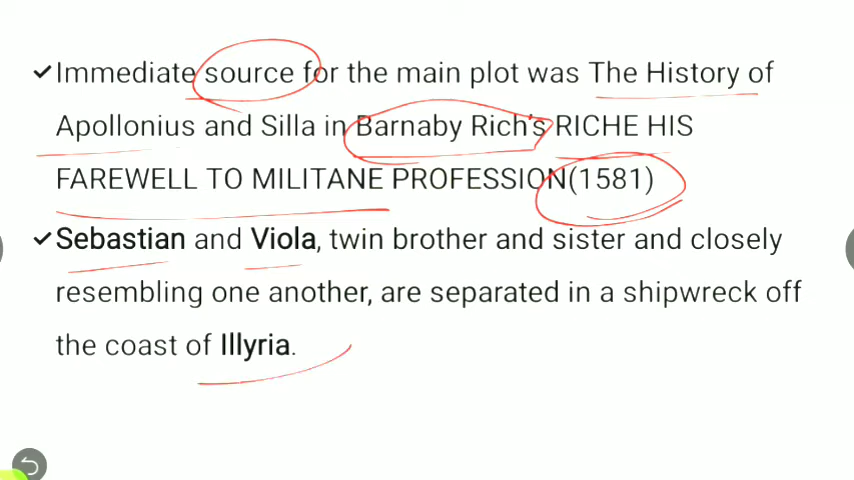 ✓Immediate source for the main plot was The History of
Apollonius and Silla in Barnaby Rich's RICHE HIS
FAREWELL TO MILITANE PROFESSION(1581)
✓Sebastian and Viola, twin brother and sister and closely
resembling one another, are separated in a shipwreck off
the coast of Illyria.